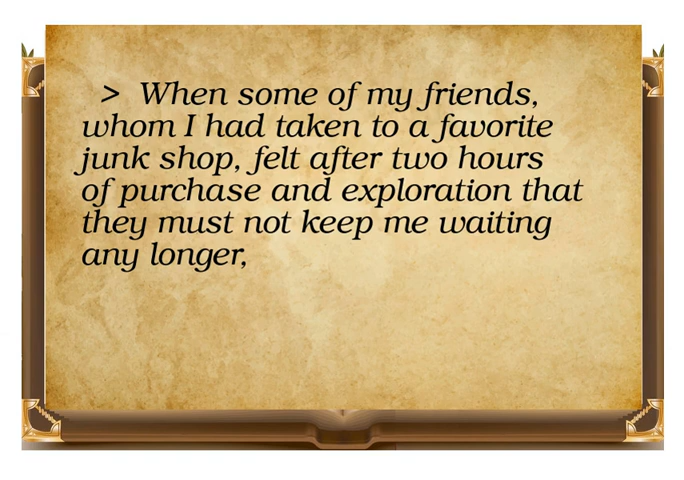 > When some of my friends,
whom I had taken to a favorite
junk shop, felt after two hours
of purchase and exploration that
they must not keep me waiting
any longer,